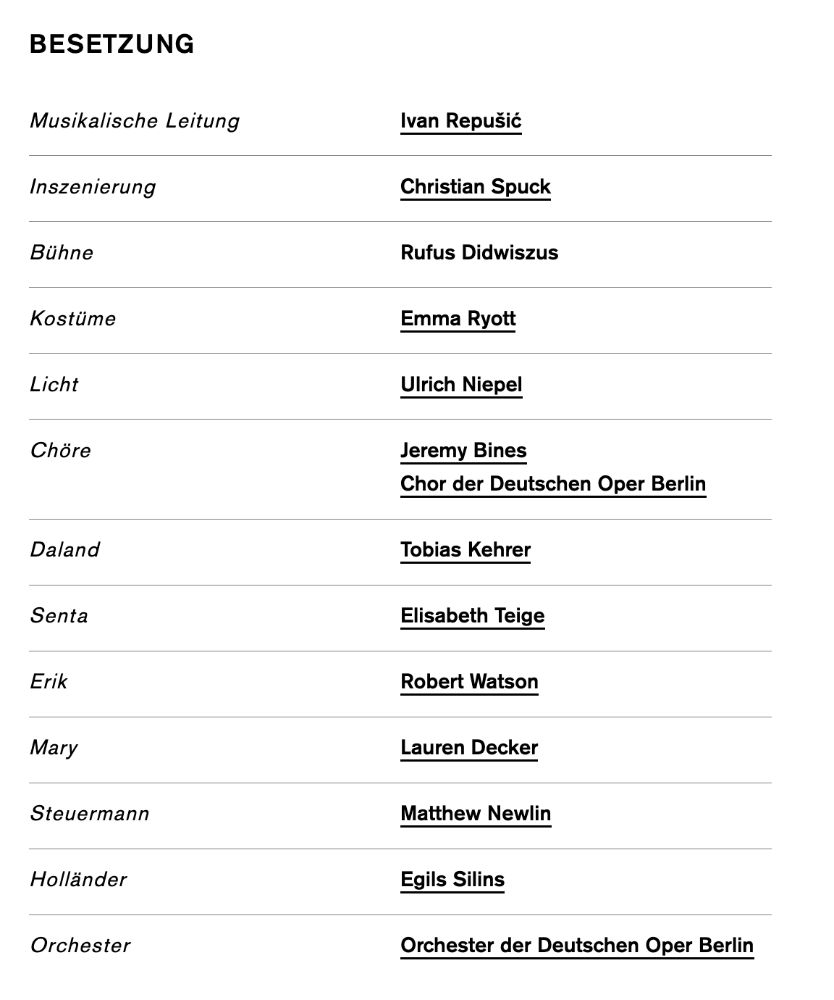 BESETZUNG
Musikalische Leitung Ivan Repušić
Inszenierung Christian Spuck
Bühne Rufus Didwiszus
Kostüme Emma Ryott
Licht Ulrich Niepel
Chöre Jeremy Bines
Chor der Deutschen Oper Berlin
Daland Tobias Kehrer
Senta Elisabeth Teige
Erik Robert Watson
Mary Lauren Decker
Steuermann Matthew Newlin
Holländer Egils Silins
Orchester Orchester der Deutschen Oper Berlin